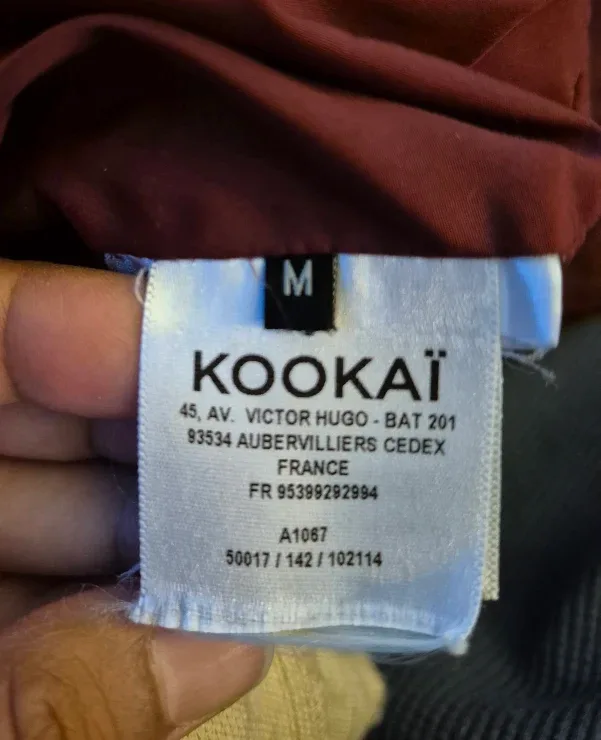 M
KOOKAÏ
45, AV. VICTOR HUGO - BAT 201
93534 AUBERVILLIERS CEDEX
FRANCE
FR 95399292994
A1067
50017 / 142 / 102114